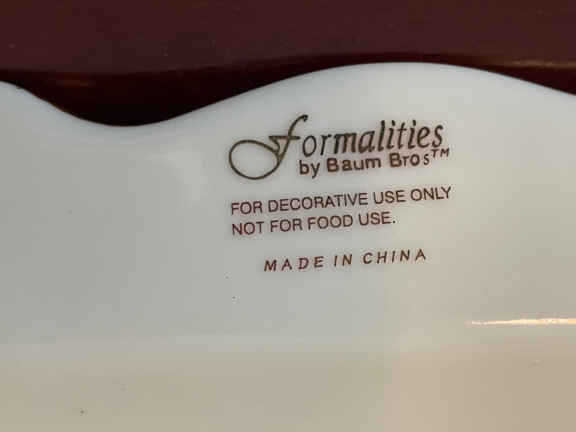 Formalities
by Baum Bros™
FOR DECORATIVE USE ONLY
NOT FOR FOOD USE.
MADE IN CHINA